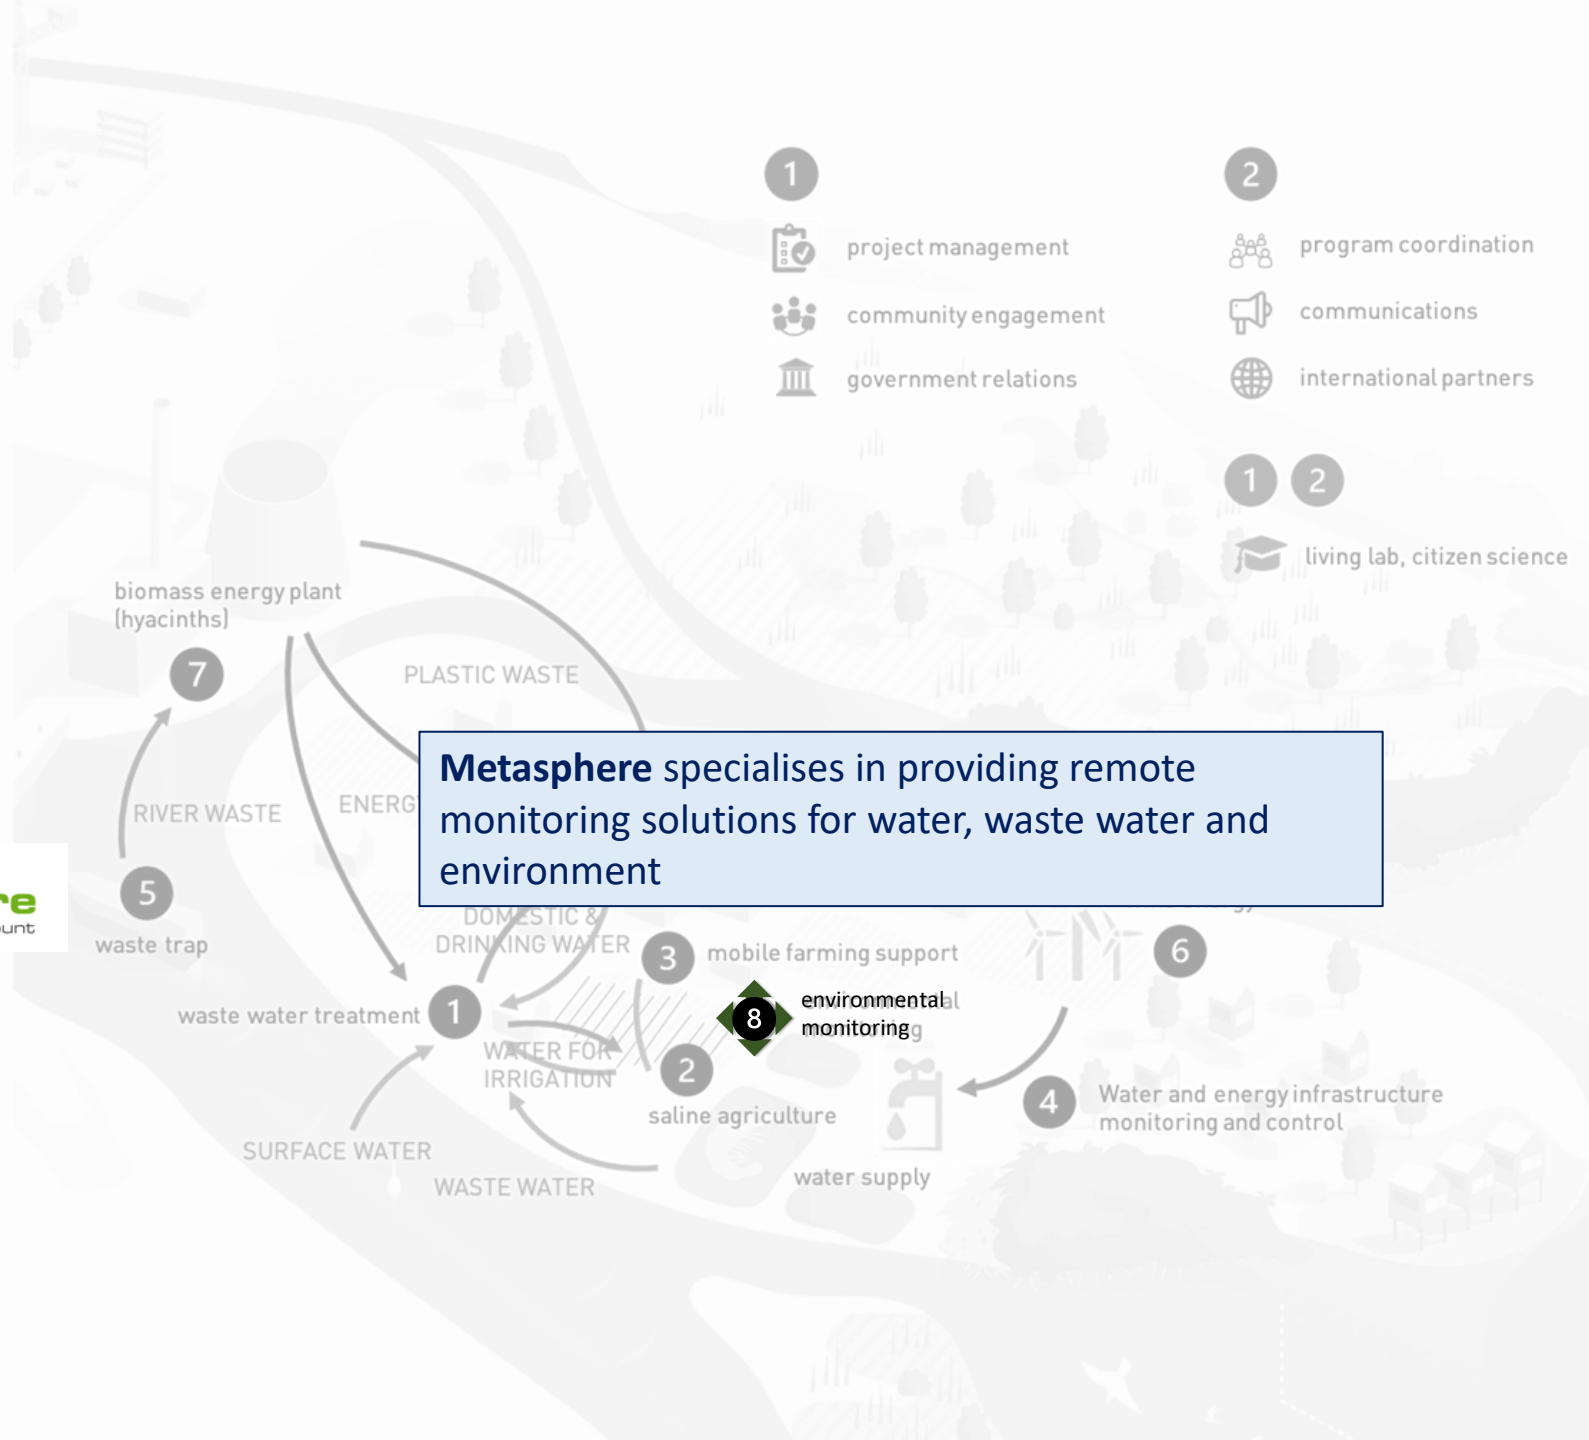 1
2
project management
program coordination
community engagement
communications
government relations
international partners
1 2
living lab, citizen science
biomass energy plant
(hyacinths)
7
PLASTIC WASTE
Metasphere specialises in providing remote
monitoring solutions for water, waste water and
environment
RIVER WASTE
5
waste trap
DOMESTIC &
DRINKING WATER
3
mobile farming support
6
waste water treatment
1
8
environmental
monitoring
WATER FOR
IRRIGATION
2
saline agriculture
4
Water and energy infrastructure
monitoring and control
SURFACE WATER
WASTE WATER
water supply